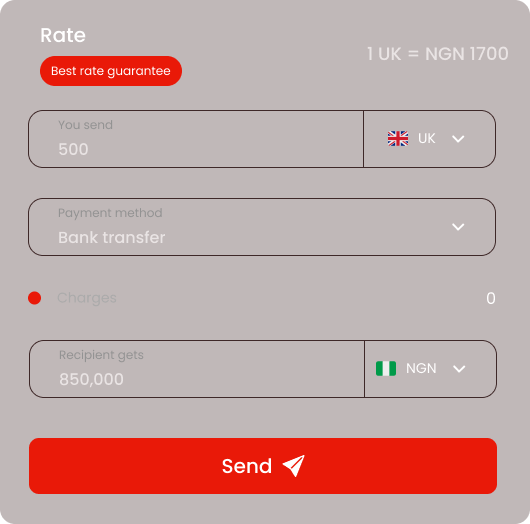 Rate
1 UK = NGN 1700
Best rate guarantee
You send
500
UK
Payment method
Bank transfer
Charges
0
Recipient gets
850,000
NGN
Send